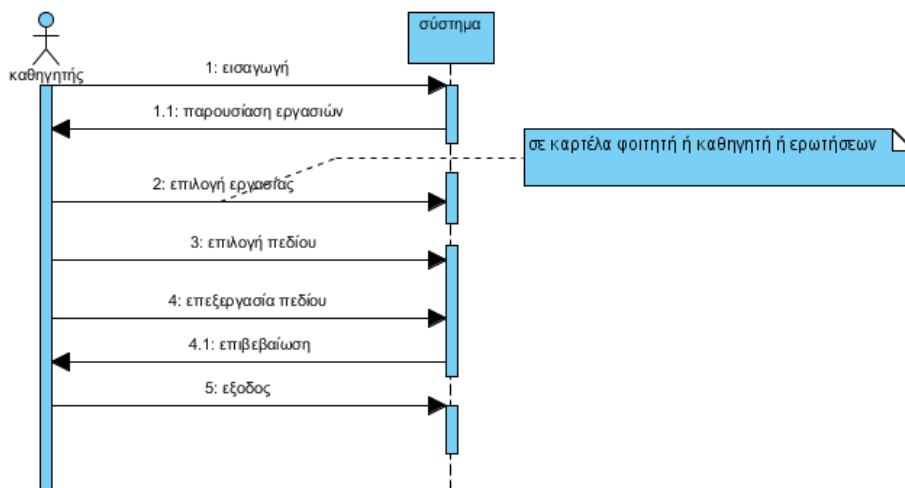 σύστημα
καθηγητής
1: εισαγωγή
1.1: παρουσίαση εργασιών
σε καρτέλα φοιτητή ή καθηγητή ή ερωτήσεων
2: επιλογή εργασίας
3: επιλογή πεδίου
4: επεξεργασία πεδίου
4.1: επιβεβαίωση
5: εξοδος